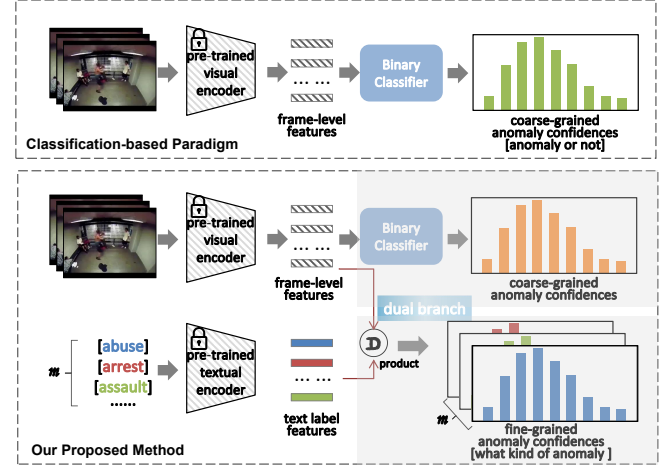 pre-trained
visual
encoder
... ...
frame-level
features
Binary
Classifier
coarse-grained
anomaly confidences
[anomaly or not]
Classification-based Paradigm
pre-trained
visual
encoder
... ...
frame-level
features
Binary
Classifier
coarse-grained
anomaly confidences
dual branch
m
[abuse]
[arrest]
[assault]
......
pre-trained
textual
encoder
... ...
text label
features
D
product
m
fine-grained
anomaly confidences
[what kind of anomaly ]
Our Proposed Method